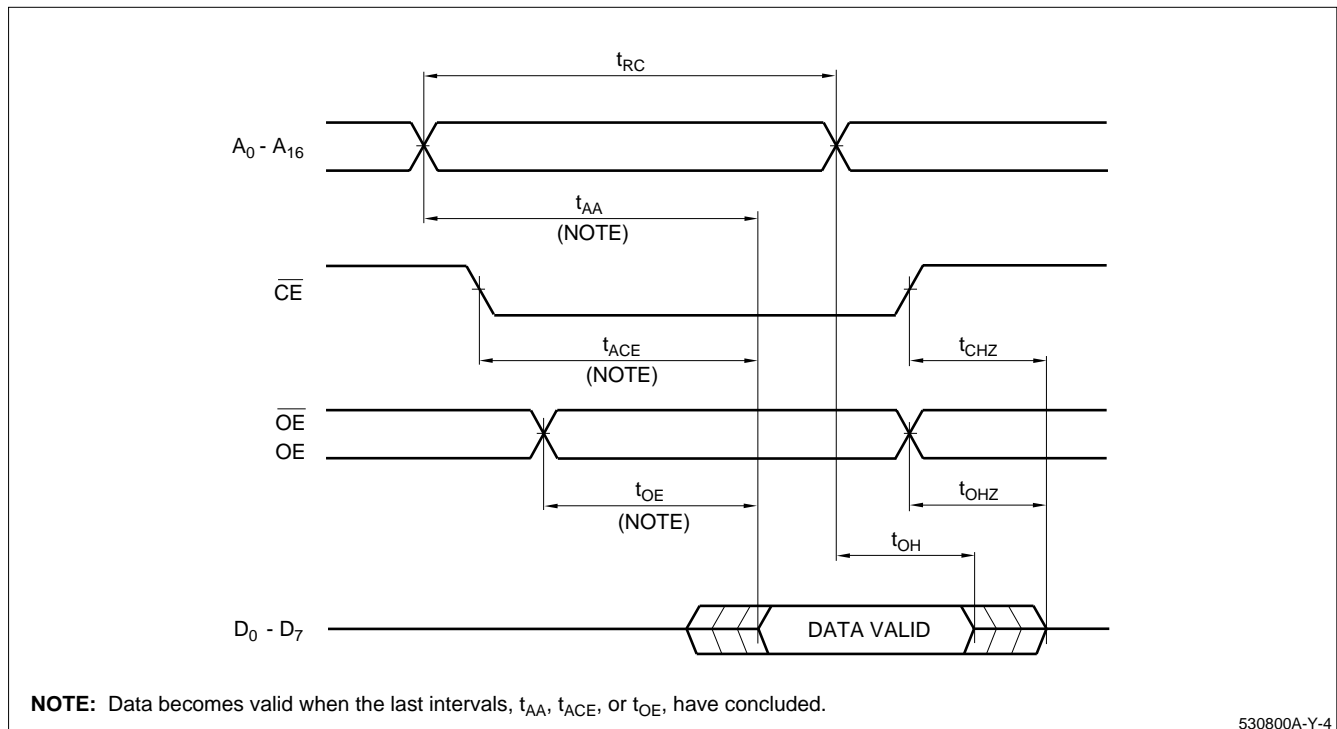 tRC
A0 - A16
tAA
(NOTE)
CE
tACE
(NOTE)
tCHZ
OE
OE
tOE
(NOTE)
tOHZ
tOH
D0 - D7
DATA VALID
NOTE: Data becomes valid when the last intervals, tAA, tACE, or tOE, have concluded.
530800A-Y-4